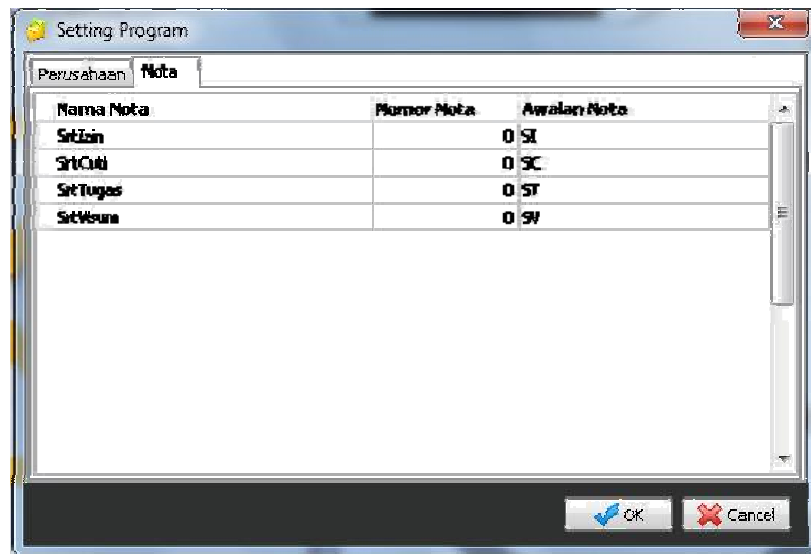 Setting Program
Perusahaan Nota
Nama Nota Nomor Nota Awalan Nota
SrtIzin 0 SI
SrtCuti 0 SC
SrtTugas 0 ST
0 SV
OK Cancel